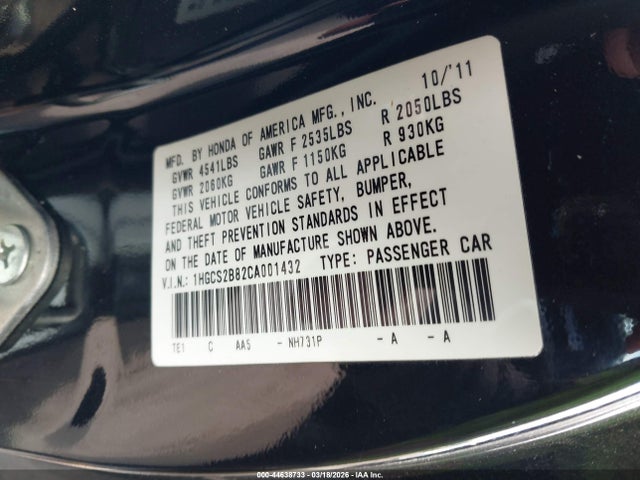 MFD. BY HONDA OF AMERICA MFG., INC. 10/'11
GVWR 4541LBS GAWR F 2535LBS R 2050LBS
GVWR 2060KG GAWR F 1150KG R 930KG
THIS VEHICLE CONFORMS TO ALL APPLICABLE
FEDERAL MOTOR VEHICLE SAFETY, BUMPER,
AND THEFT PREVENTION STANDARDS IN EFFECT
ON THE DATE OF MANUFACTURE SHOWN ABOVE.
V.I.N.: 1HGCS2B82CA001432 TYPE: PASSENGER CAR
TE1 C AA5 - NH731P - A - A
000-44638733 - 03/18/2026 - IAA Inc.